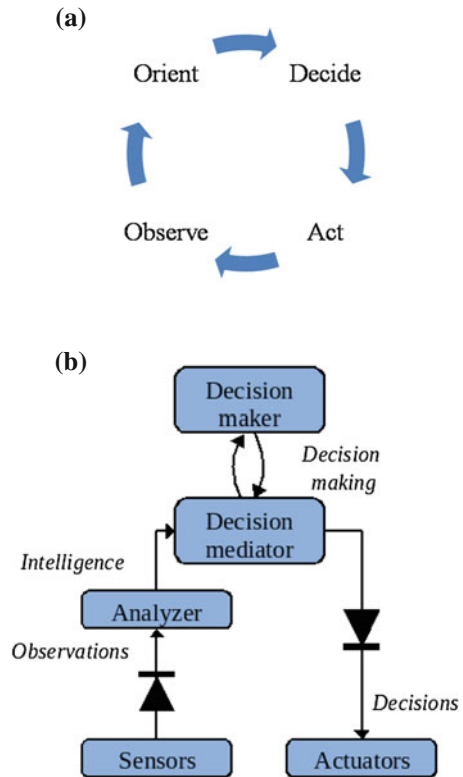 (a)
Orient
Decide
Observe
Act
(b)
Decision
maker
Decision
making
Decision
mediator
Intelligence
Analyzer
Observations
Decisions
Sensors
Actuators